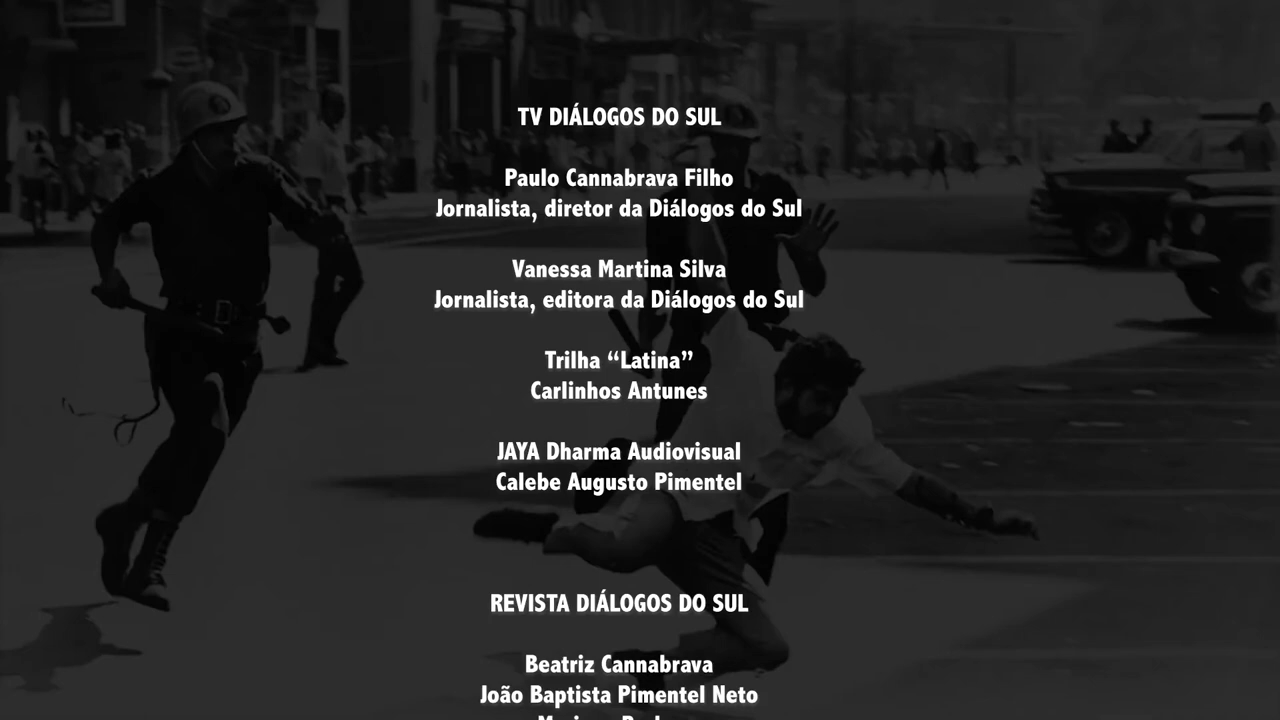 TV DIÁLOGOS DO SUL
Paulo Cannabrava Filho
Jornalista, diretor da Diálogos do Sul
Vanessa Martina Silva
Jornalista, editora da Diálogos do Sul
Trilha “Latina”
Carlinhos Antunes
JAYA Dharma Audiovisual
Calebe Augusto Pimentel
REVISTA DIÁLOGOS DO SUL
Beatriz Cannabrava
João Baptista Pimentel Neto